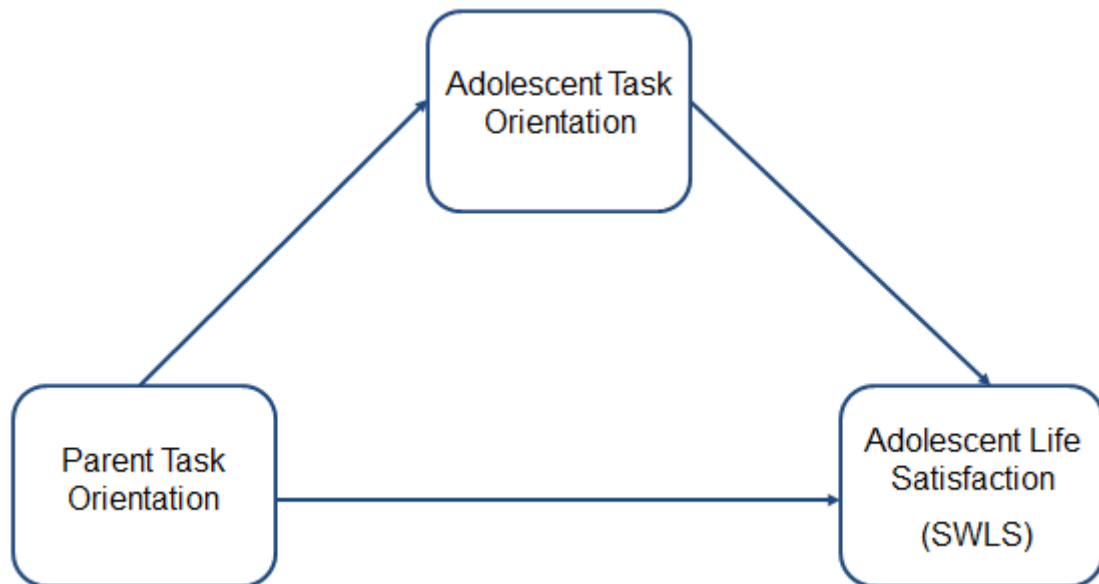 Adolescent Task
Orientation
Parent Task
Orientation
Adolescent Life
Satisfaction
(SWLS)